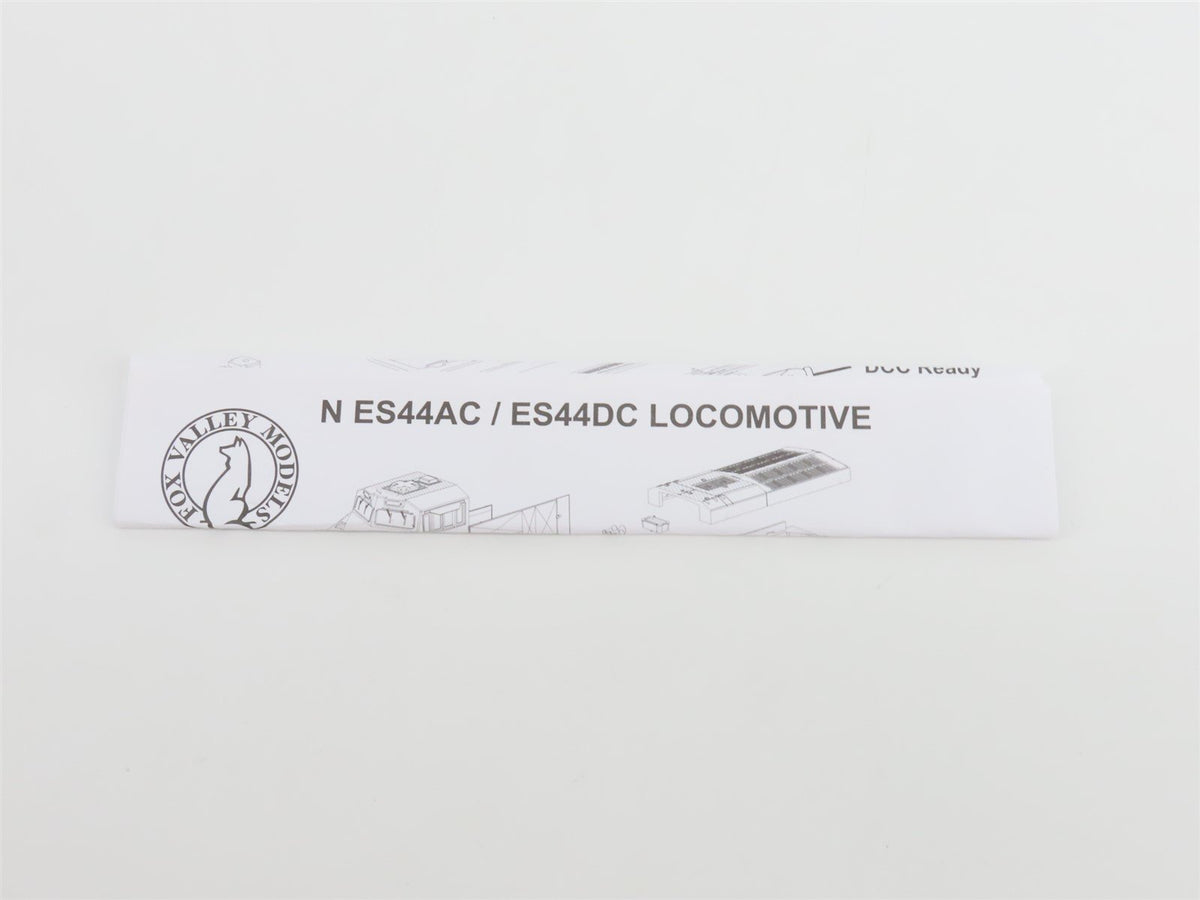 DCC Ready
N ES44AC / ES44DC LOCOMOTIVE
FOX VALLEY MODELS